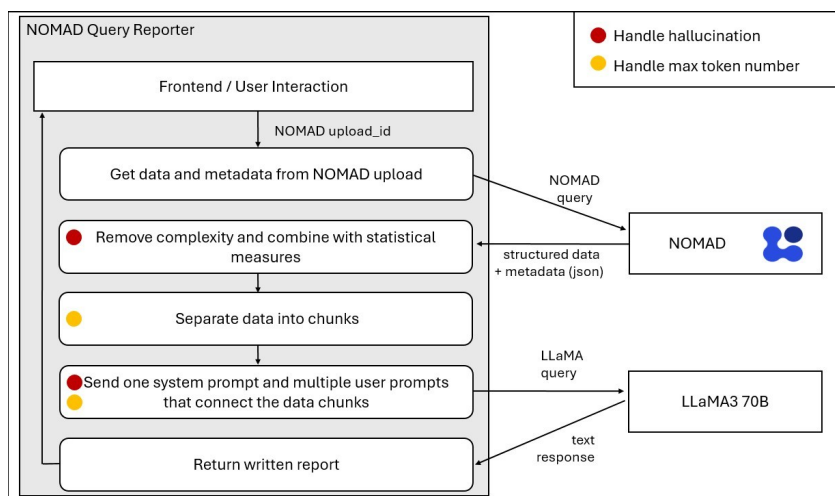 NOMAD Query Reporter
Handle hallucination
Handle max token number
Frontend / User Interaction
NOMAD upload_id
Get data and metadata from NOMAD upload
NOMAD
query
Remove complexity and combine with statistical
measures
structured data
+ metadata (json)
NOMAD
Separate data into chunks
Send one system prompt and multiple user prompts
that connect the data chunks
LLaMA
query
LLaMA3 70B
text
response
Return written report